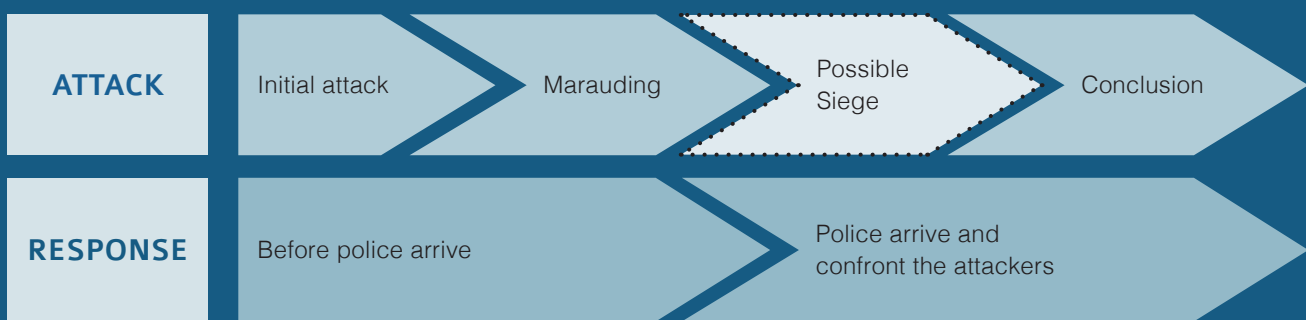 ATTACK
Initial attack
Marauding
Possible
Siege
Conclusion
RESPONSE
Before police arrive
Police arrive and
confront the attackers